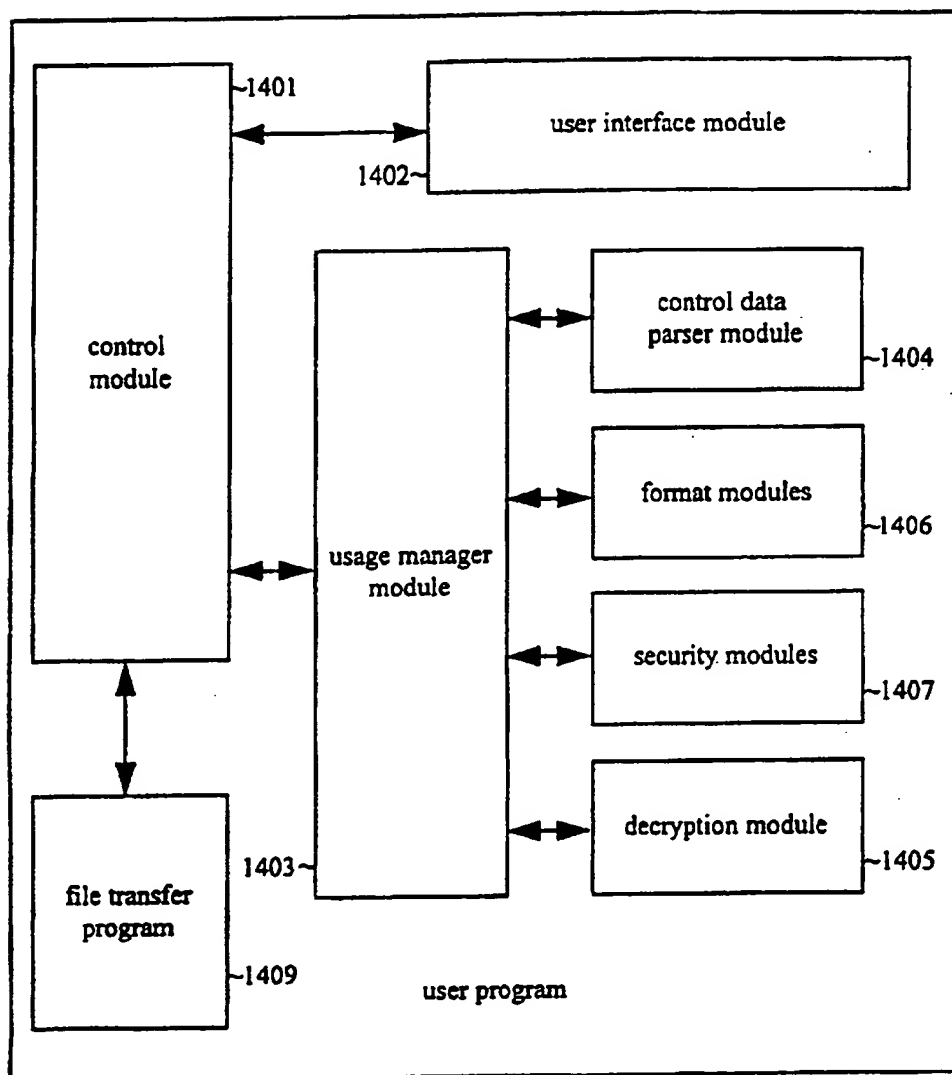 1401
user interface module
1402
control
module
control data
parser module
1404
format modules
1406
usage manager
module
security modules
1407
decryption module
1405
1403
file transfer
program
1409
user program